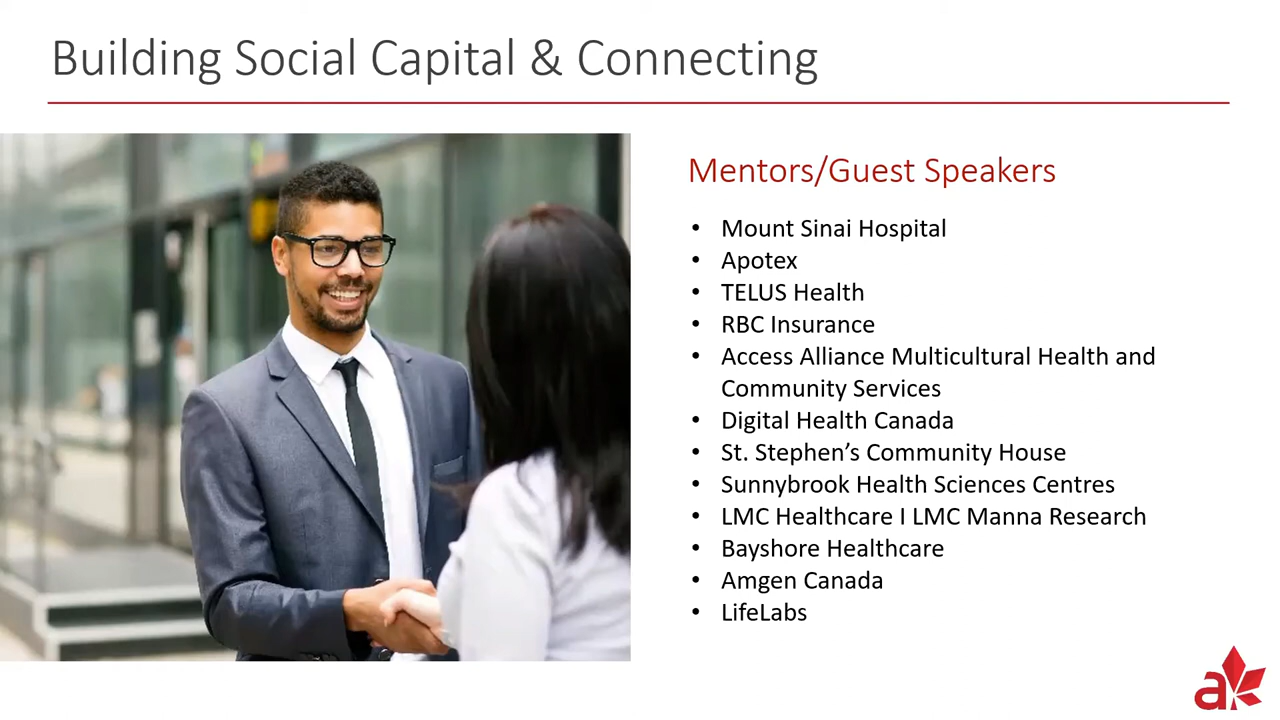 Building Social Capital & Connecting
Mentors/Guest Speakers
• Mount Sinai Hospital
• Apotex
• TELUS Health
• RBC Insurance
• Access Alliance Multicultural Health and
Community Services
• Digital Health Canada
• St. Stephen’s Community House
• Sunnybrook Health Sciences Centres
• LMC Healthcare I LMC Manna Research
• Bayshore Healthcare
• Amgen Canada
• LifeLabs
ak